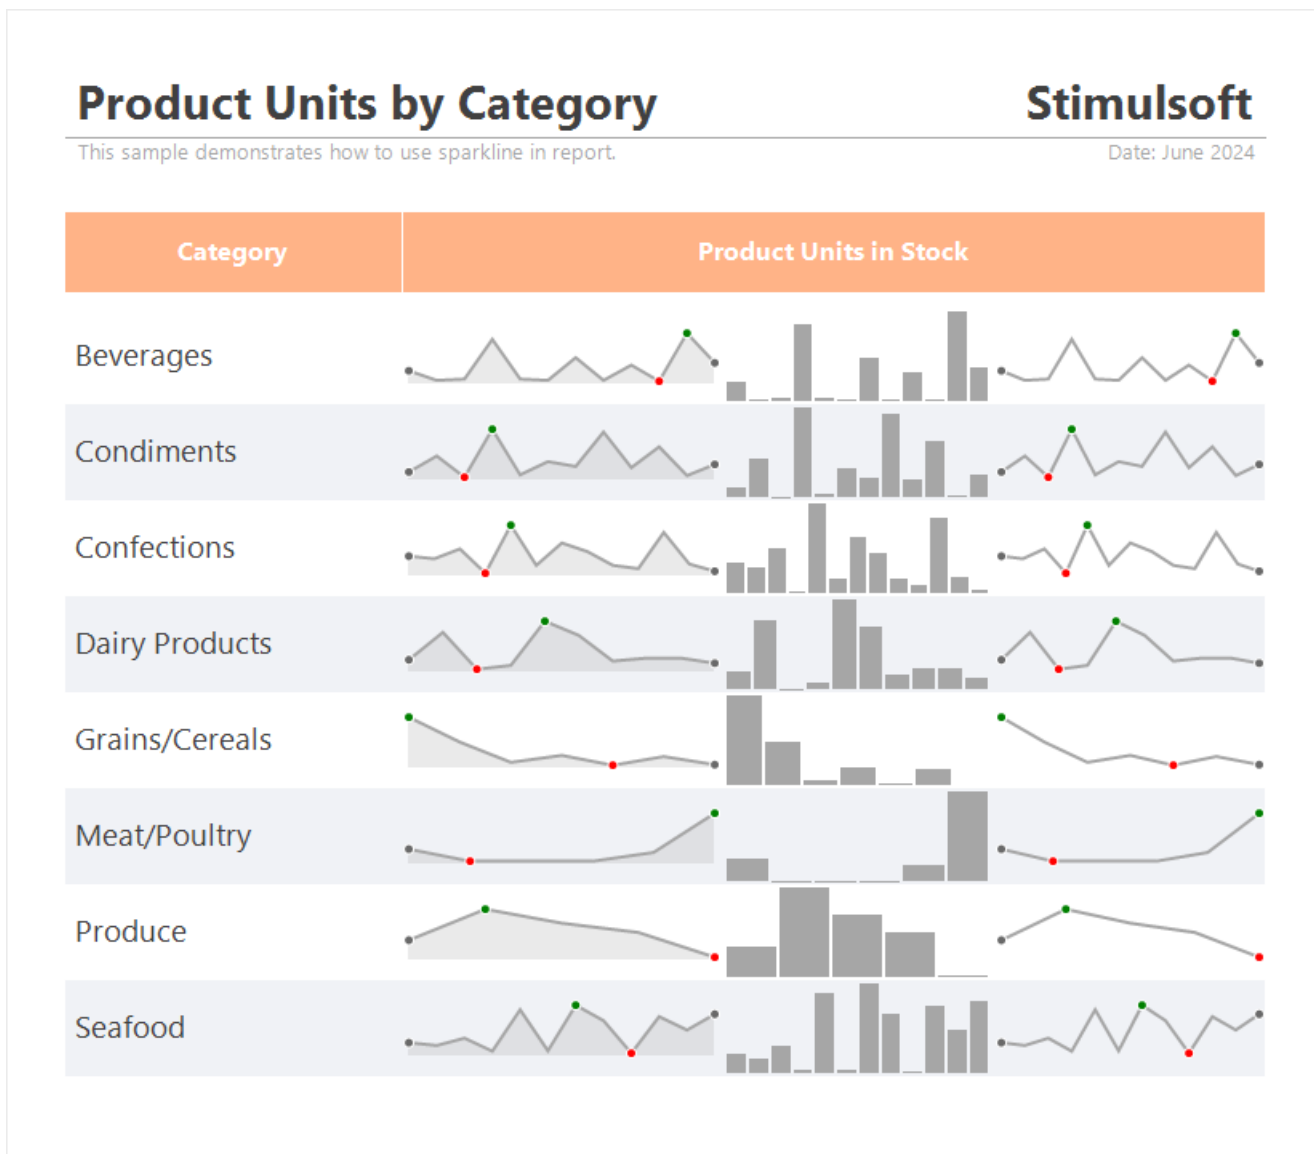 Product Units by Category Stimulsoft
This sample demonstrates how to use sparkline in report. Date: June 2024
Category Product Units in Stock
Beverages
Condiments
Confections
Dairy Products
Grains/Cereals
Meat/Poultry
Produce
Seafood